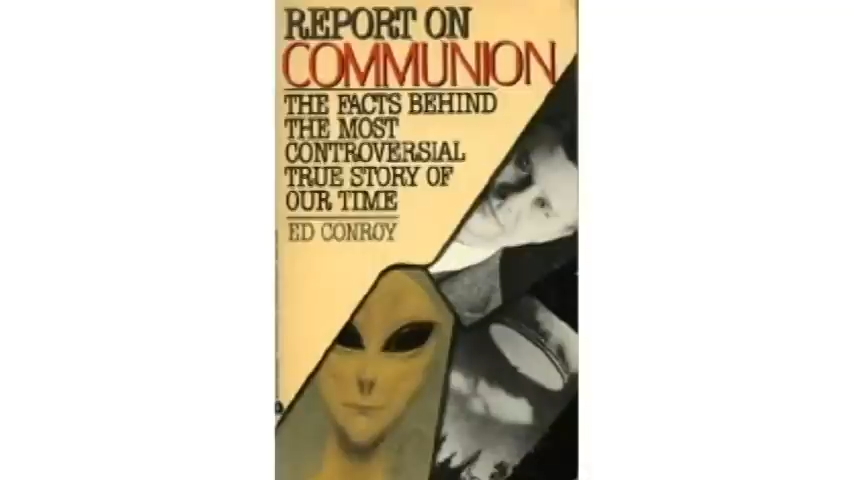 REPORT ON
COMMUNION
THE FACTS BEHIND
THE MOST
CONTROVERSIAL
TRUE STORY OF
OUR TIME
ED CONROY